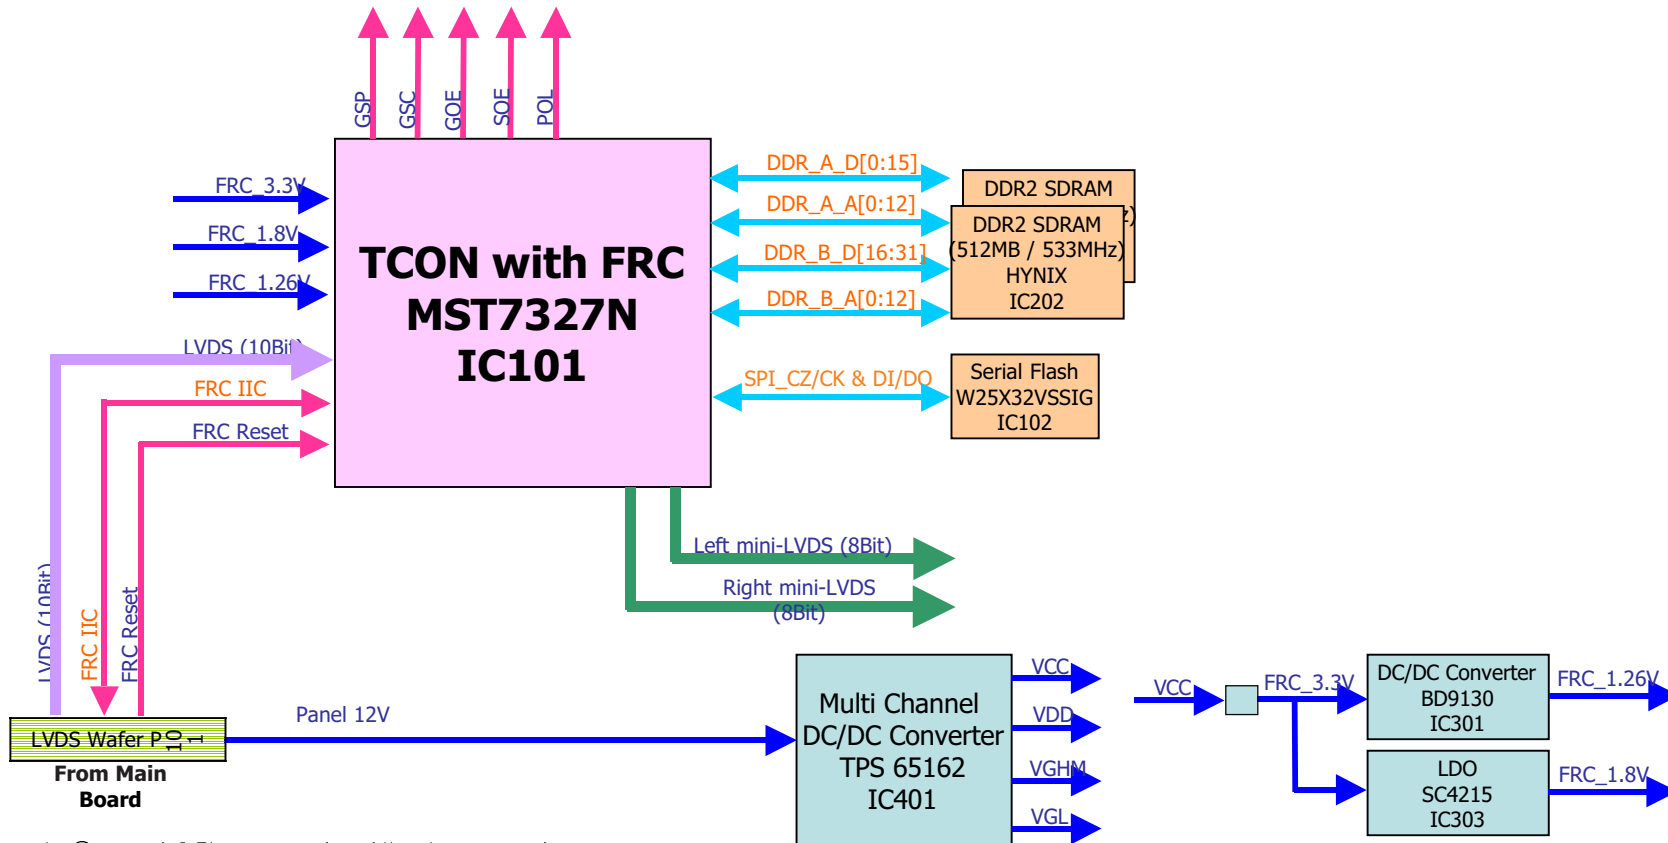 GSP
GSC
GOE
SOE
POL
FRC_3.3V
FRC_1.8V
FRC_1.26V
LVDS (10Bit)
FRC IIC
FRC Reset
TCON with FRC
MST7327N
IC101
DDR_A_D[0:15]
DDR_A_A[0:12]
DDR_B_D[16:31]
DDR_B_A[0:12]
SPI_CZ/CK & DI/DO
DDR2 SDRAM
DDR2 SDRAM
(512MB / 533MHz)
HYNIX
IC202
Serial Flash
W25X32VSSIG
IC102
Left mini-LVDS (8Bit)
Right mini-LVDS
(8Bit)
LVDS (10Bit)
FRC IIC
FRC Reset
LVDS Wafer P
10
1
From Main
Board
Panel 12V
Multi Channel
DC/DC Converter
TPS 65162
IC401
VCC
VDD
VGHM
VGL
VCC
FRC_3.3V
DC/DC Converter
BD9130
IC301
FRC_1.26V
LDO
SC4215
IC303
FRC_1.8V